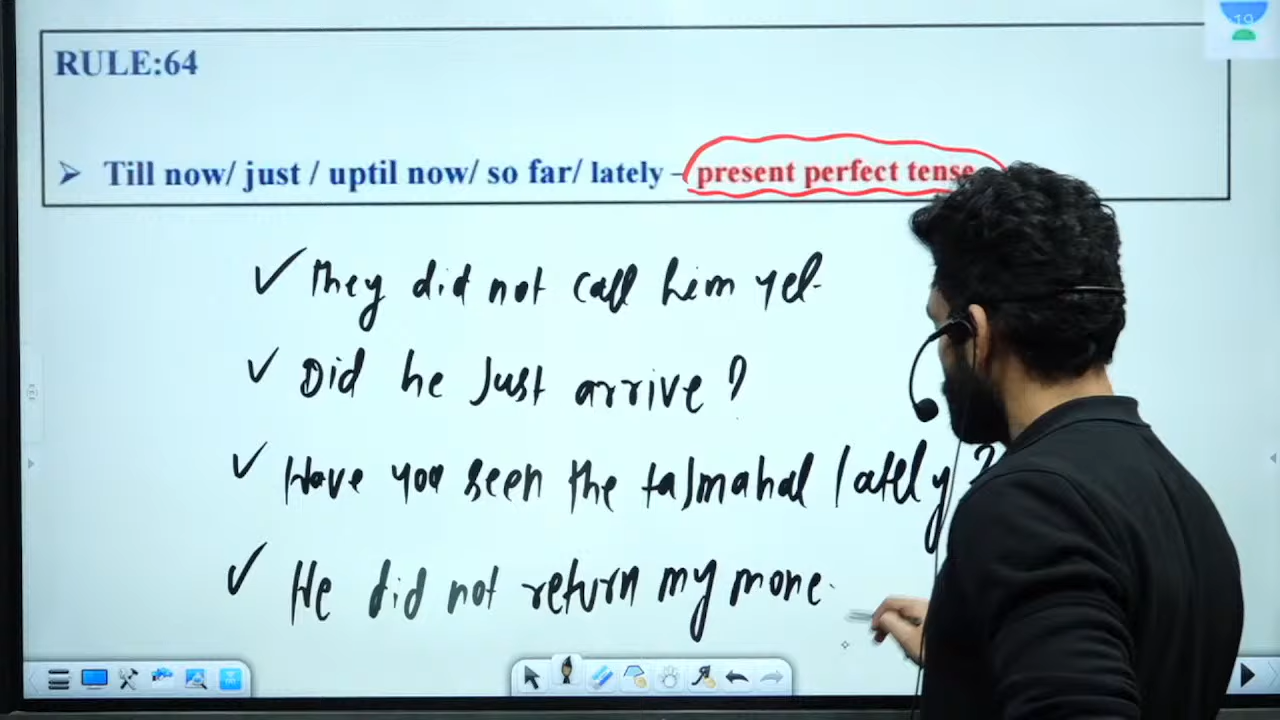 19
RULE:64
➢ Till now/ just / uptil now/ so far/ lately – present perfect tense
✓ They did not call him yet.
✓ Did he just arrive?
✓ Have you seen the tajmahal lately?
✓ He did not return my mone